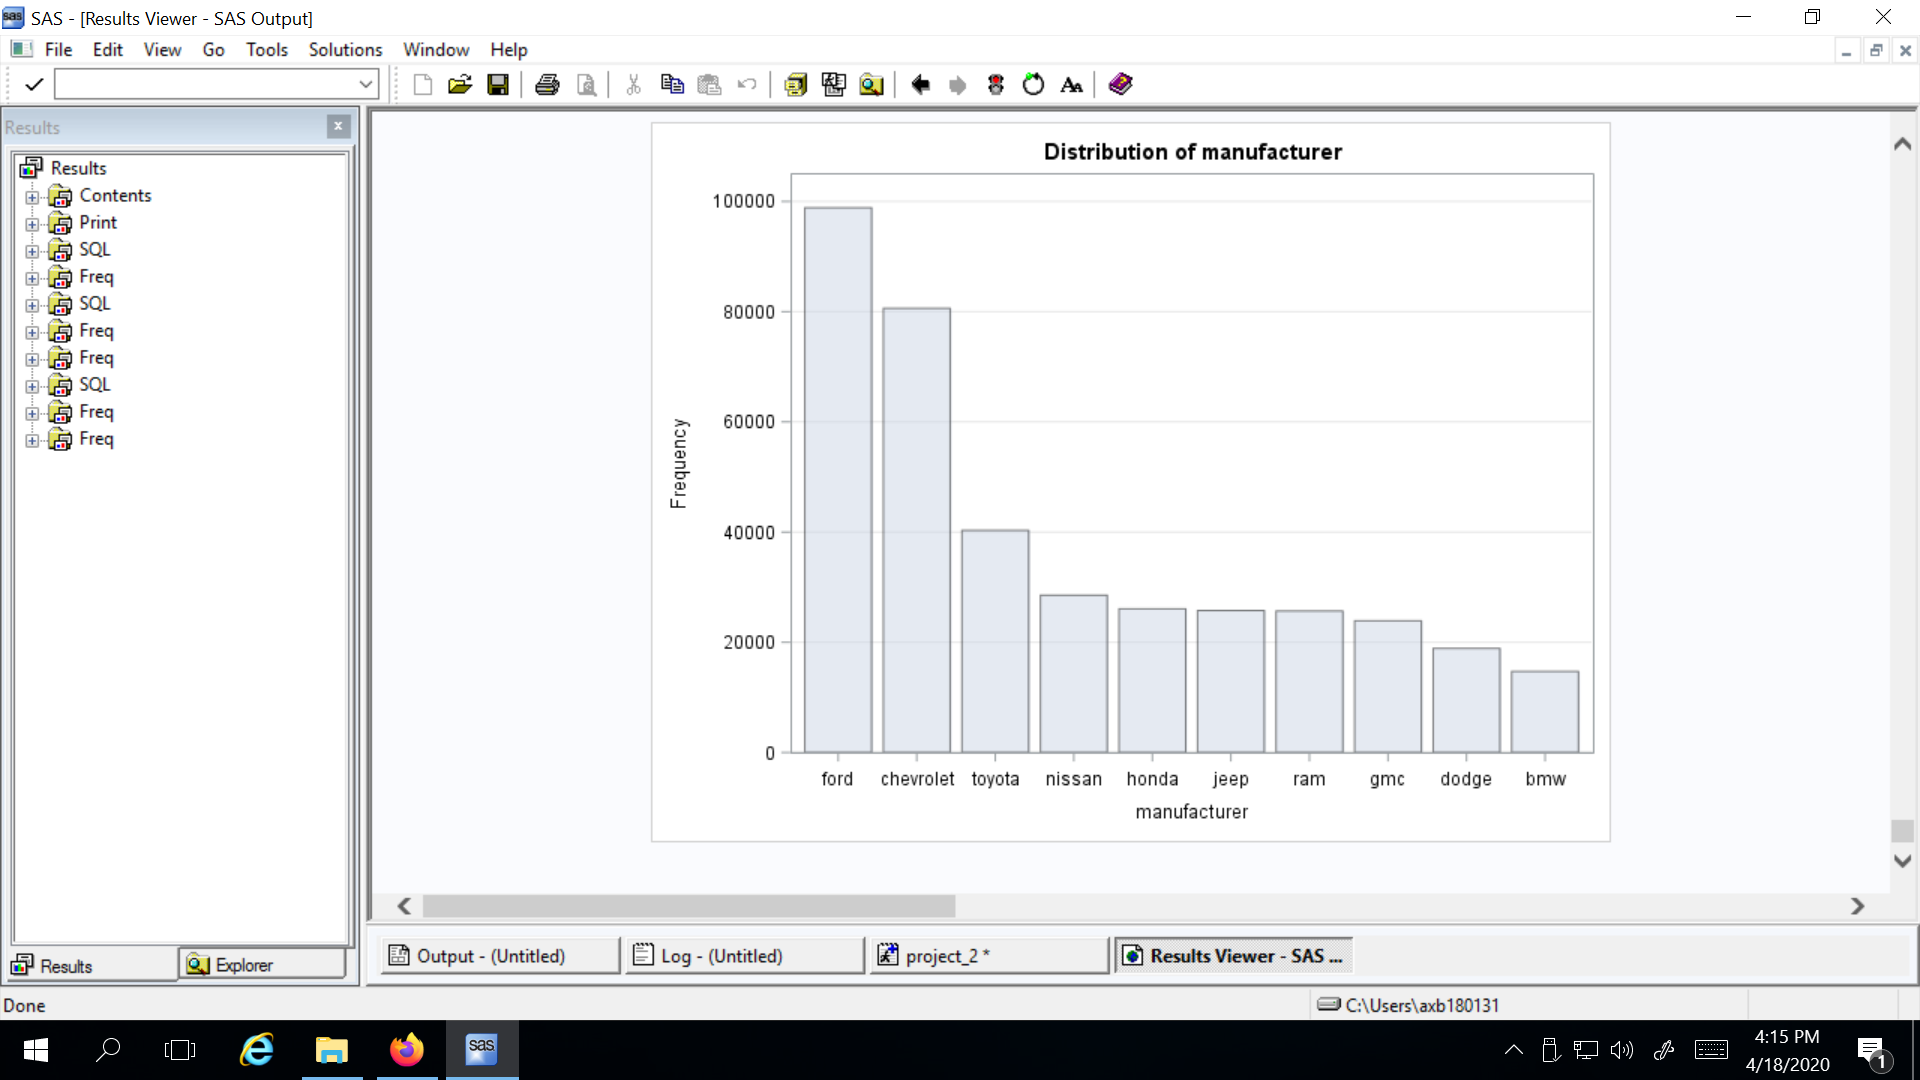 SAS - [Results Viewer - SAS Output]
File Edit View Go Tools Solutions Window Help
Results
Results
Contents
Print
SQL
Freq
SQL
Freq
Freq
SQL
Freq
Freq
Results
Explorer
Distribution of manufacturer
100000
80000
60000
40000
20000
0
Frequency
ford chevrolet toyota nissan honda jeep ram gmc dodge bmw
manufacturer
Output - (Untitled)
Log - (Untitled)
project_2 *
Results Viewer - SAS ...
Done
C:\Users\axb180131
sas
4:15 PM
4/18/2020
1